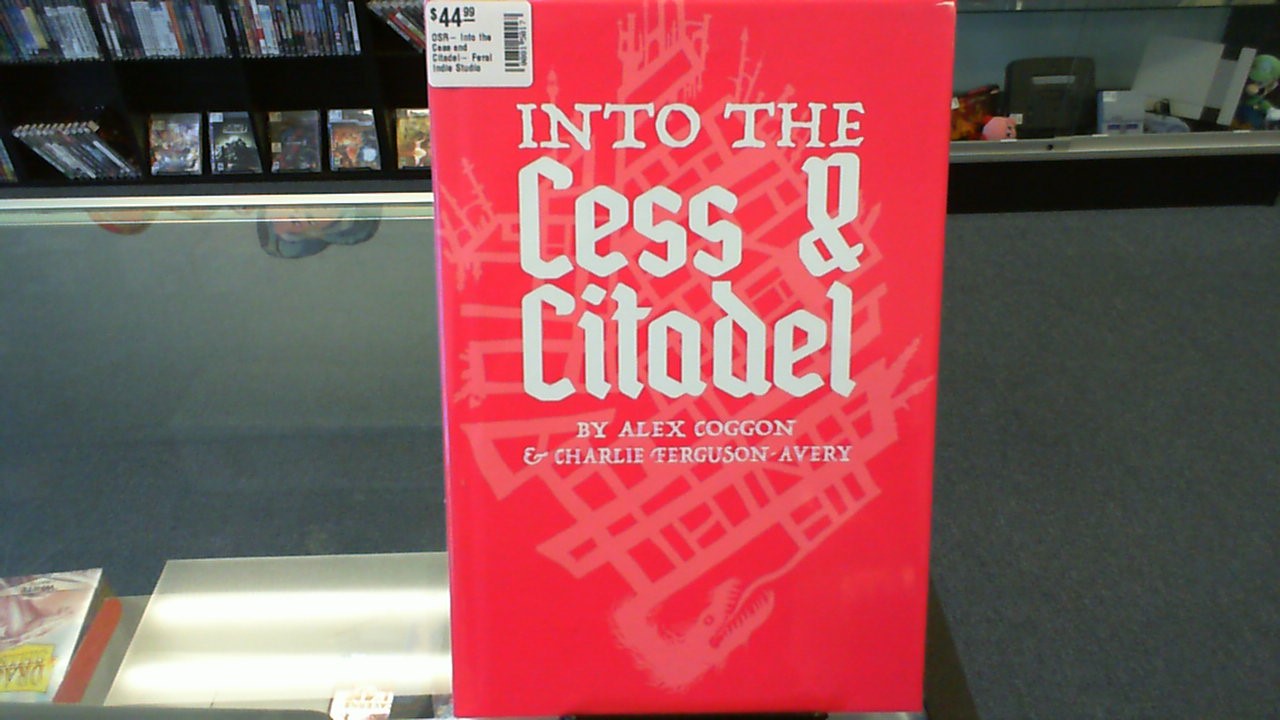 $44.99
OSR- Into the
Cess and
Citadel- Feral
Indie Studio
INTO THE
Cess &
Citadel
BY ALEX COGGON
& CHARLIE FERGUSON-AVERY